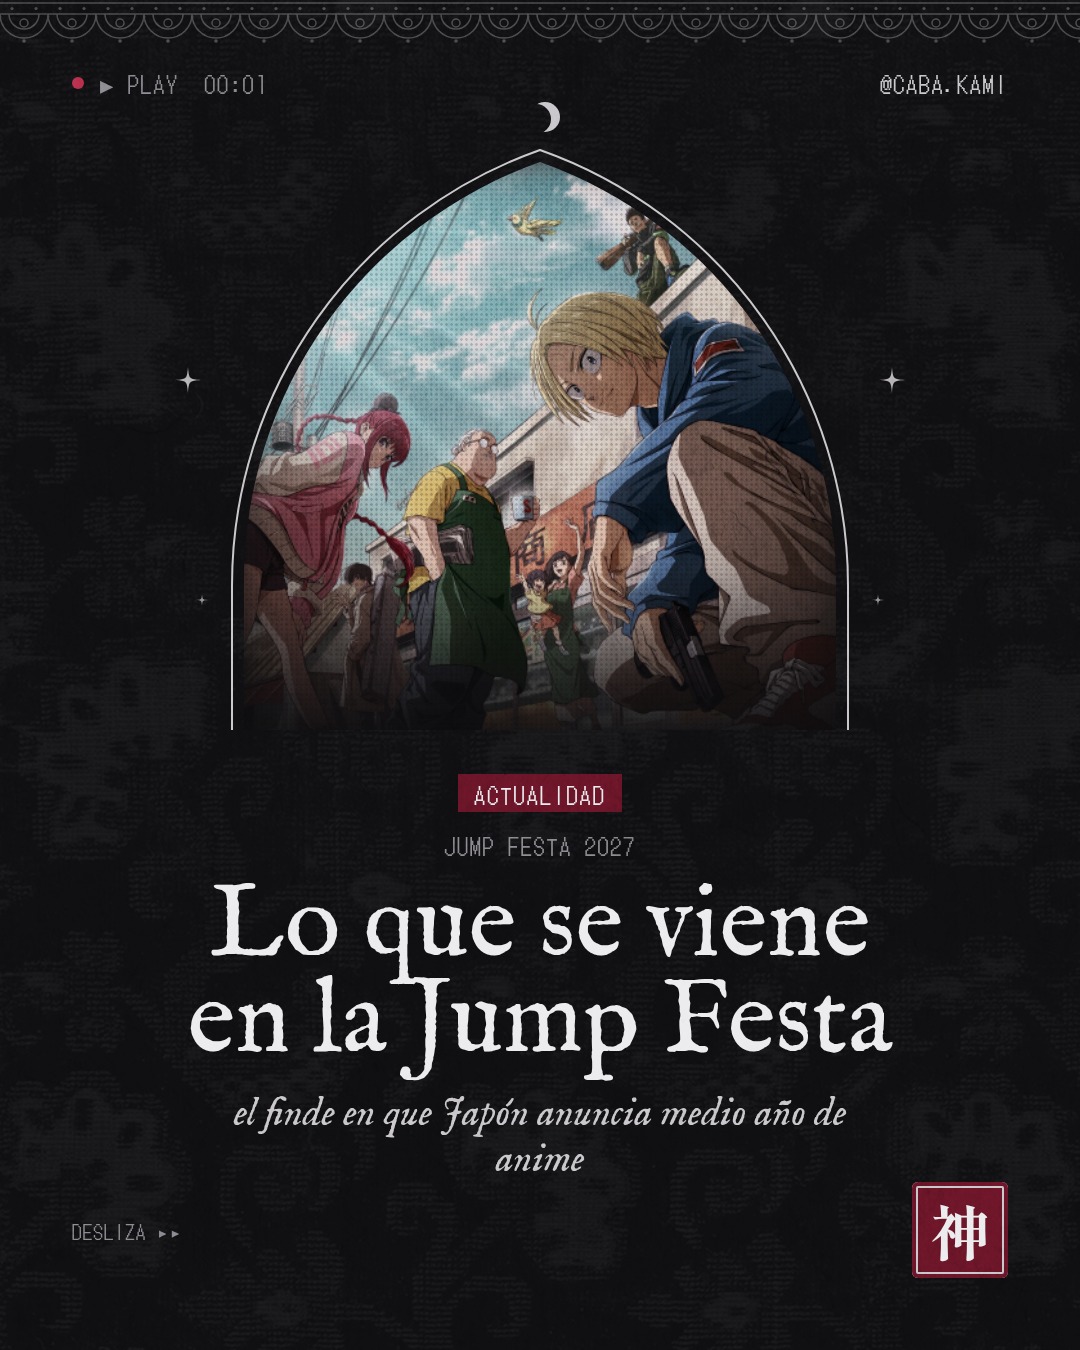 ▶ PLAY 00:01
@CABA.KAMI
商
ACTUALIDAD
JUMP FESTA 2027
Lo que se viene
en la Jump Festa
el finde en que Japón anuncia medio año de
anime
DESLIZA ▸▸
神